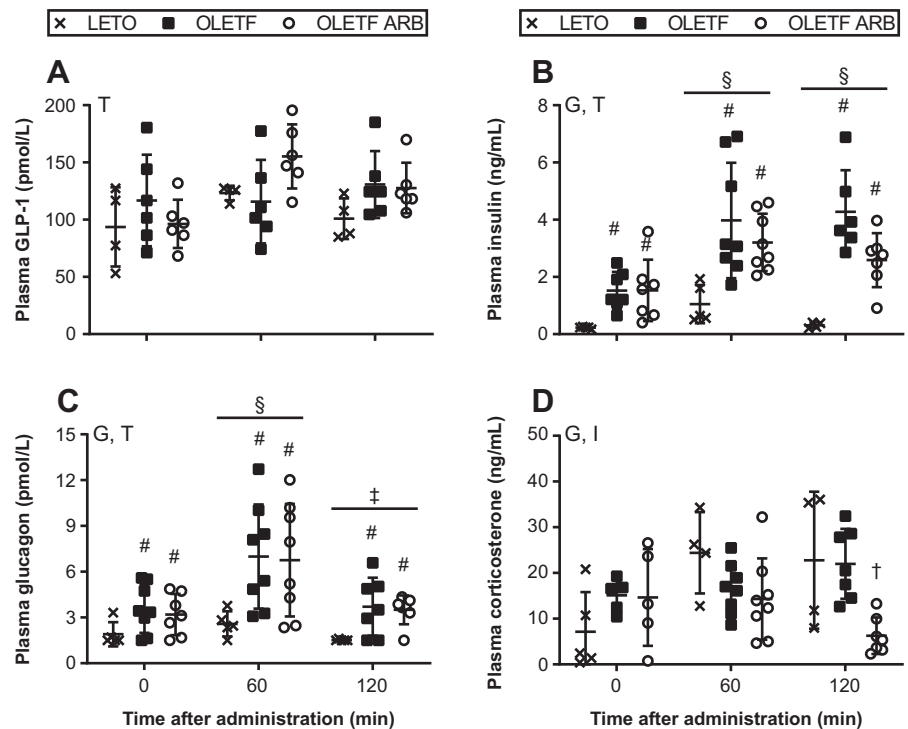 LETO OLETF OLETF ARB
LETO OLETF OLETF ARB
A
T
200
150
100
50
0
Plasma GLP-1 (pmol/L)
B
G, T
§ §
# # # # # #
8
6
4
2
0
Plasma insulin (ng/mL)
C
G, T
§
‡
# # # # # #
15
12
9
6
3
0
Plasma glucagon (pmol/L)
0 60 120
Time after administration (min)
D
G, I
†
50
40
30
20
10
0
Plasma corticosterone (ng/mL)
0 60 120
Time after administration (min)